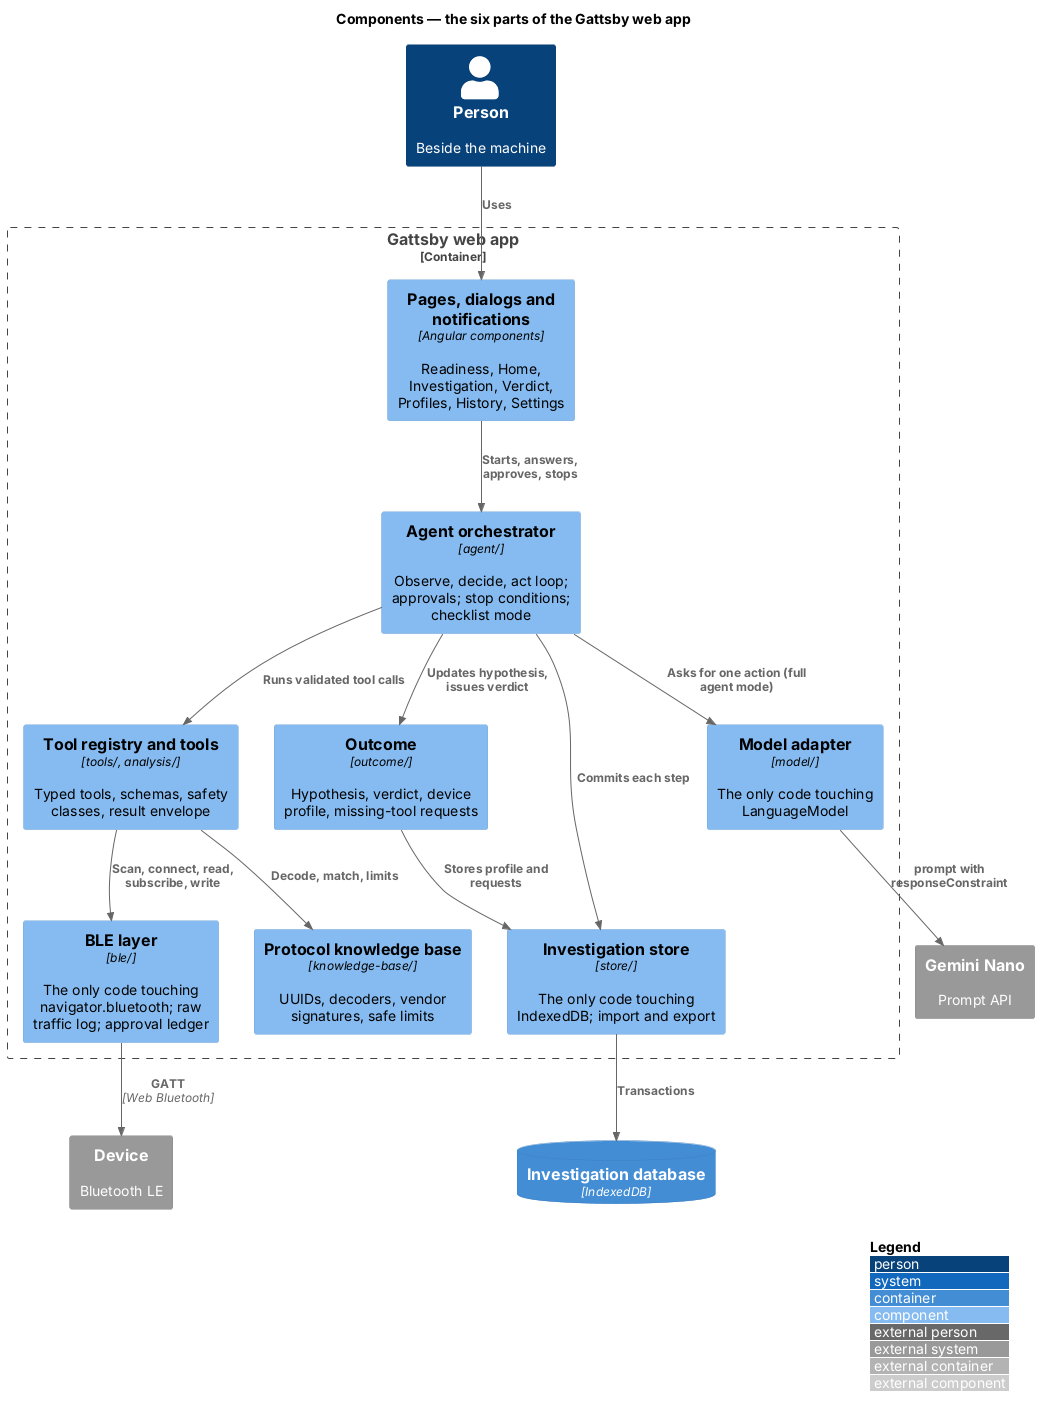 Components — the six parts of the Gattsby web app
Person
Beside the machine
Uses
Gattsby web app
[Container]
Pages, dialogs and
notifications
[Angular components]
Readiness, Home,
Investigation, Verdict,
Profiles, History, Settings
Starts, answers,
approves, stops
Agent orchestrator
[agent/]
Observe, decide, act loop;
approvals; stop conditions;
checklist mode
Runs validated tool calls
Updates hypothesis,
issues verdict
Asks for one action (full
agent mode)
Commits each step
Tool registry and tools
[tools/, analysis/]
Typed tools, schemas, safety
classes, result envelope
Outcome
[outcome/]
Hypothesis, verdict, device
profile, missing-tool requests
Model adapter
[model/]
The only code touching
LanguageModel
Scan, connect, read,
subscribe, write
Decode, match, limits
Stores profile and
requests
prompt with
responseConstraint
BLE layer
[ble/]
The only code touching
navigator.bluetooth; raw
traffic log; approval ledger
Protocol knowledge base
[knowledge-base/]
UUIDs, decoders, vendor
signatures, safe limits
Investigation store
[store/]
The only code touching
IndexedDB; import and export
Gemini Nano
Prompt API
GATT
[Web Bluetooth]
Transactions
Device
Bluetooth LE
Investigation database
[IndexedDB]
Legend
person
system
container
component
external person
external system
external container
external component